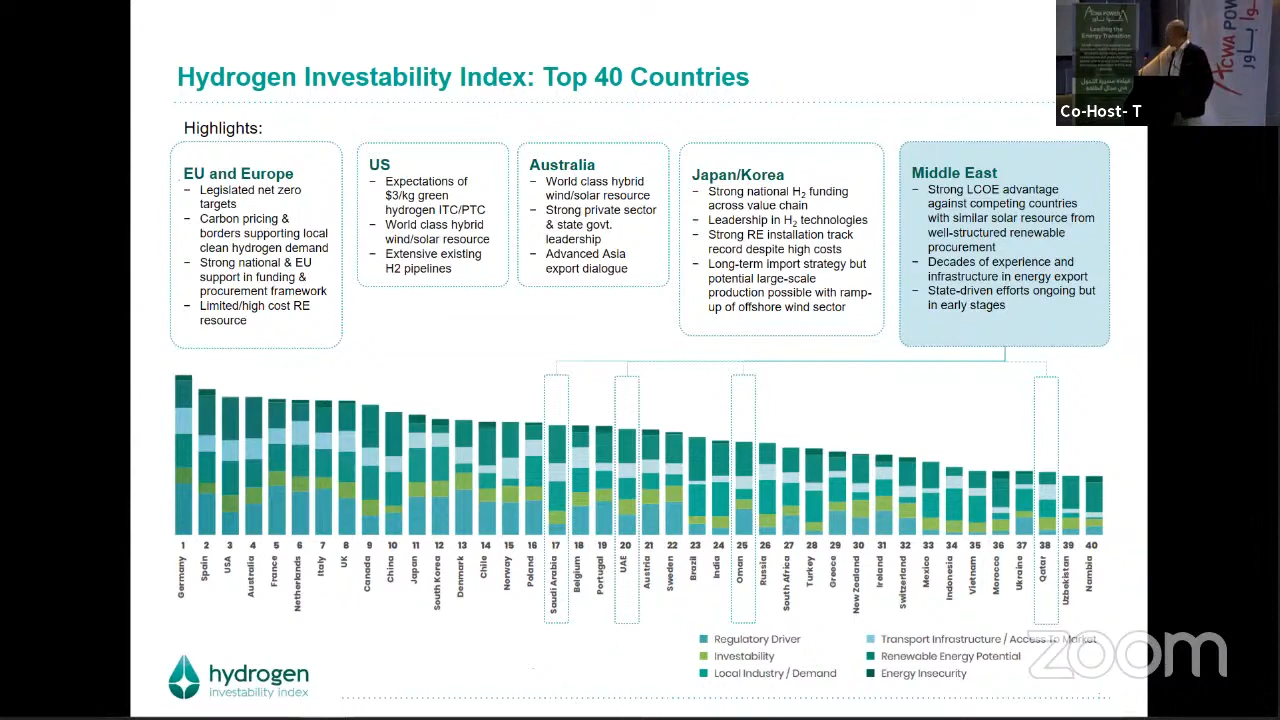 Hydrogen Investability Index: Top 40 Countries
Highlights:
EU and Europe
– Legislated net zero
targets
– Carbon pricing &
borders supporting local
clean hydrogen demand
– Strong national & EU
support in funding &
procurement framework
– Limited/high cost RE
resource
US
– Expectations of
$3/kg green
hydrogen ITC/PTC
– World class hybrid
wind/solar resource
– Extensive existing
H2 pipelines
Australia
– World class hybrid
wind/solar resource
– Strong private sector
& state govt.
leadership
– Advanced Asia
export dialogue
Japan/Korea
– Strong national H₂ funding
across value chain
– Leadership in H₂ technologies
– Strong RE installation track
record despite high costs
– Long-term import strategy but
potential large-scale
production possible with ramp-
up of offshore wind sector
Middle East
– Strong LCOE advantage
against competing countries
with similar solar resource from
well-structured renewable
procurement
– Decades of experience and
infrastructure in energy export
– State-driven efforts ongoing but
in early stages
1 2 3 4 5 6 7 8 9 10 11 12 13 14 15 16 17 18 19 20 21 22 23 24 25 26 27 28 29 30 31 32 33 34 35 36 37 38 39 40
Germany
Spain
USA
Australia
France
Netherlands
Italy
UK
Canada
China
Japan
South Korea
Denmark
Chile
Norway
Poland
Saudi Arabia
Belgium
Portugal
UAE
Austria
Sweden
Brazil
India
Oman
Russia
South Africa
Turkey
Greece
New Zealand
Ireland
Switzerland
Mexico
Indonesia
Vietnam
Morocco
Ukraine
Qatar
Uzbekistan
Nambia
Regulatory Driver
Investability
Local Industry / Demand
Transport Infrastructure / Access To Market
Renewable Energy Potential
Energy Insecurity
hydrogen
investability index
zoom
Co-Host- T
ACWA POWER
Leading the
Energy Transition
ACWA POW